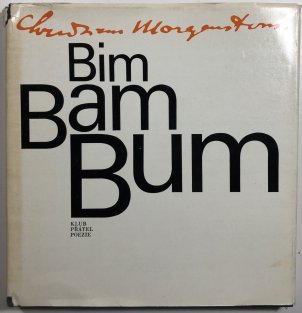 Christian Morgenstern
Bim
Bam
Bum
KLUB
PŘÁTEL
POEZIE